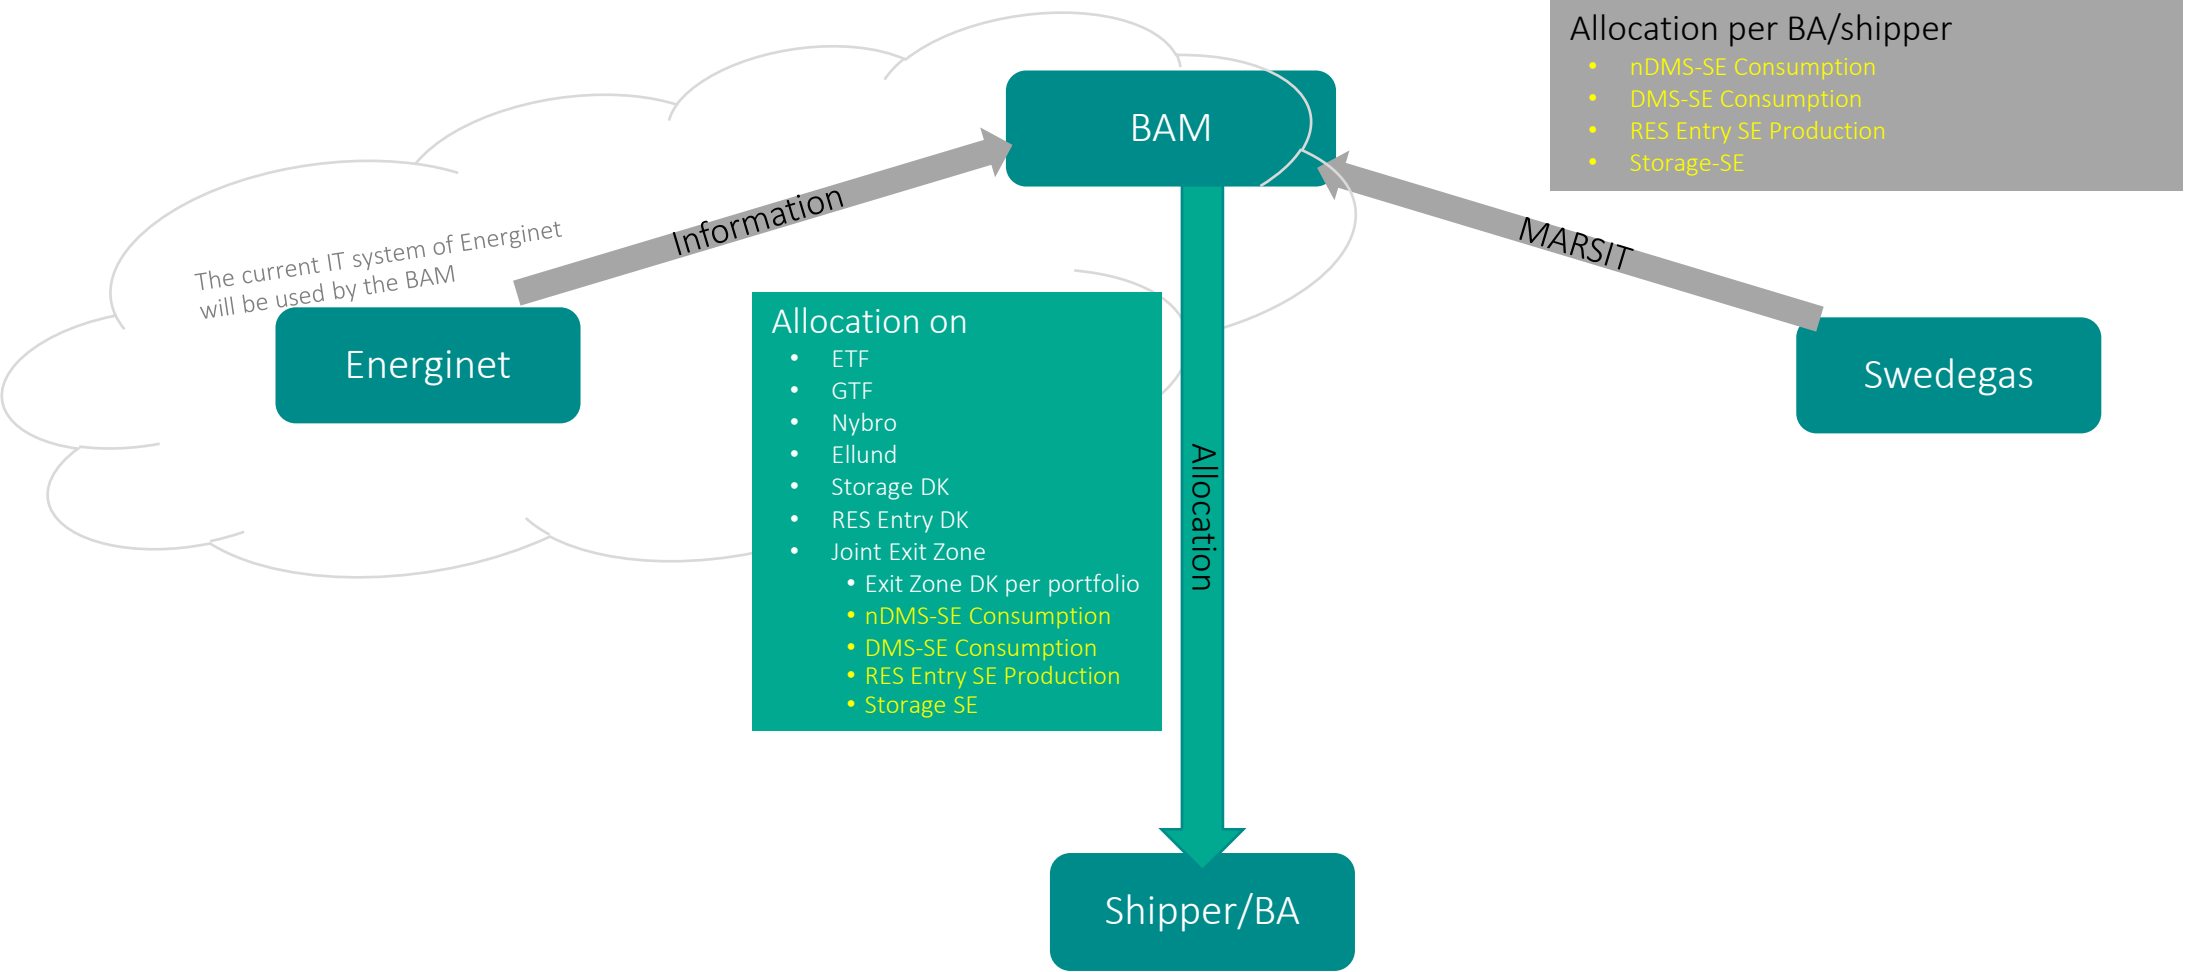 Allocation per BA/shipper
• nDMS-SE Consumption
• DMS-SE Consumption
• RES Entry SE Production
• Storage-SE
BAM
Information
MARSIT
The current IT system of Energinet
will be used by the BAM
Energinet
Swedegas
Allocation on
• ETF
• GTF
• Nybro
• Ellund
• Storage DK
• RES Entry DK
• Joint Exit Zone
• Exit Zone DK per portfolio
• nDMS-SE Consumption
• DMS-SE Consumption
• RES Entry SE Production
• Storage SE
Allocation
Shipper/BA